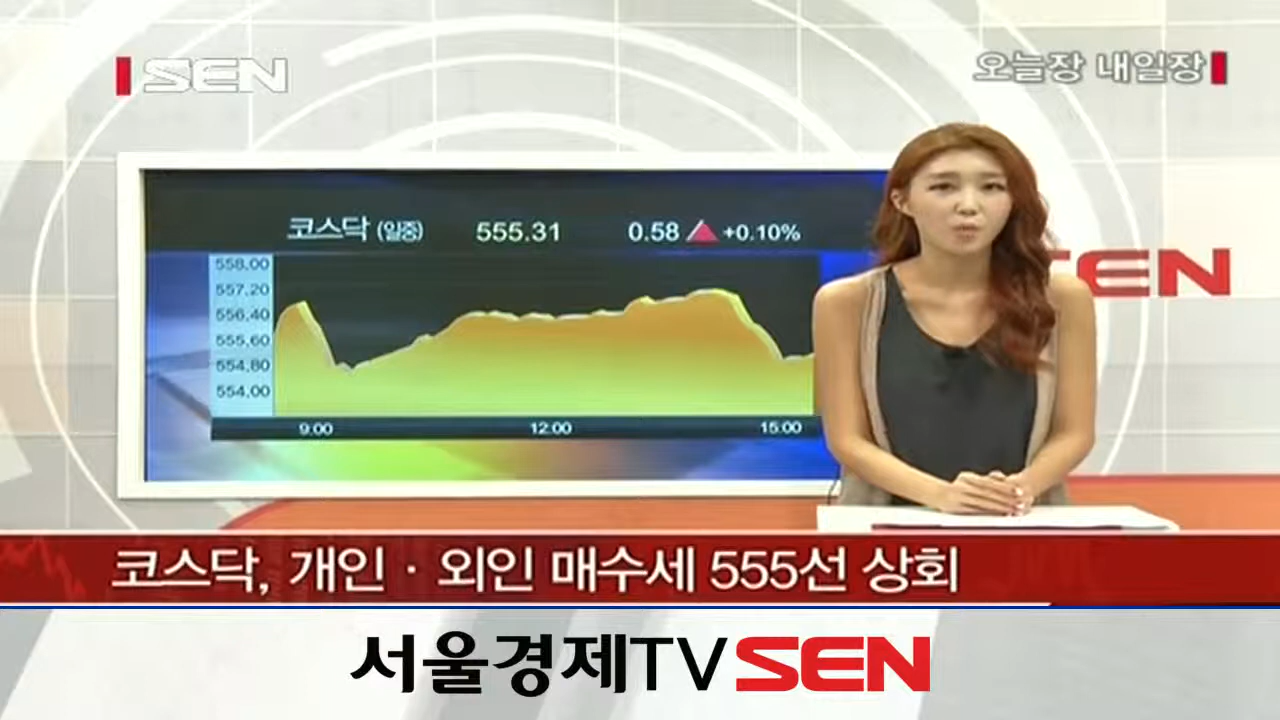 SEN
오늘장 내일장
코스닥 (일중) 555.31 0.58 ▲ +0.10%
558.00
557.20
556.40
555.60
554.80
554.00
9:00 12:00 15:00
SEN
코스닥, 개인 · 외인 매수세 555선 상회
서울경제TV SEN